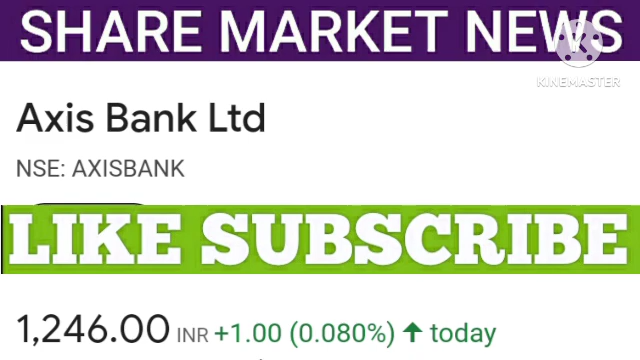 SHARE MARKET NEWS
KINEMASTER
Axis Bank Ltd
NSE: AXISBANK
LIKE SUBSCRIBE
1,246.00 INR +1.00 (0.080%) ↑ today